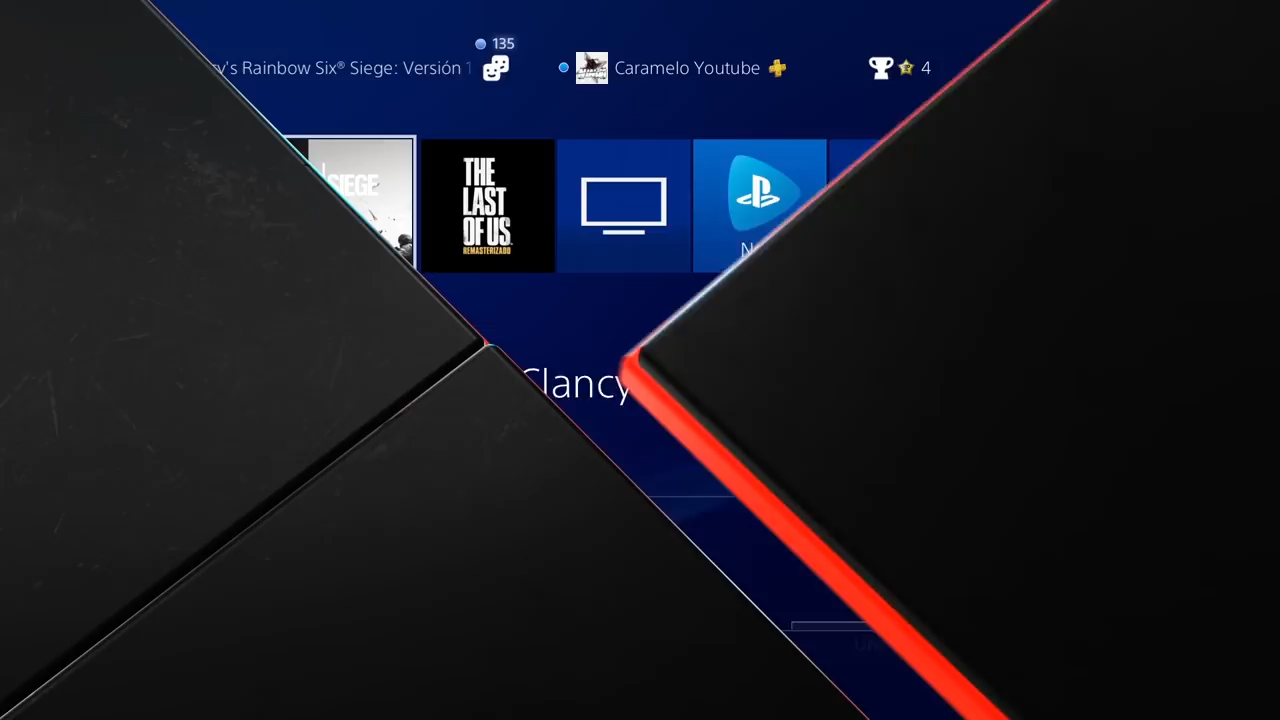 135
y's Rainbow Six® Siege: Versión 1
Caramelo Youtube
4
SIEGE
THE
LAST
OF US
REMASTERIZADO
N
Clancy